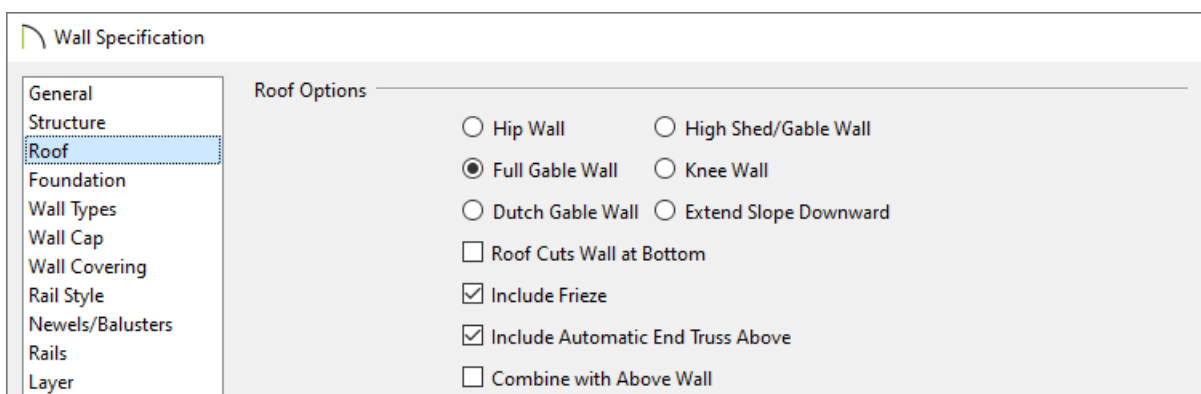 Wall Specification
General
Structure
Roof
Foundation
Wall Types
Wall Cap
Wall Covering
Rail Style
Newels/Balusters
Rails
Layer
Roof Options
Hip Wall
High Shed/Gable Wall
Full Gable Wall
Knee Wall
Dutch Gable Wall
Extend Slope Downward
Roof Cuts Wall at Bottom
Include Frieze
Include Automatic End Truss Above
Combine with Above Wall